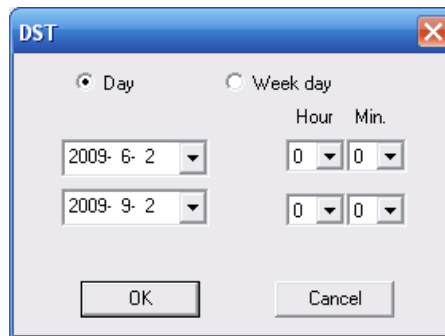 DST
Day Week day
Hour Min.
2009- 6- 2 0 0
2009- 9- 2 0 0
OK Cancel